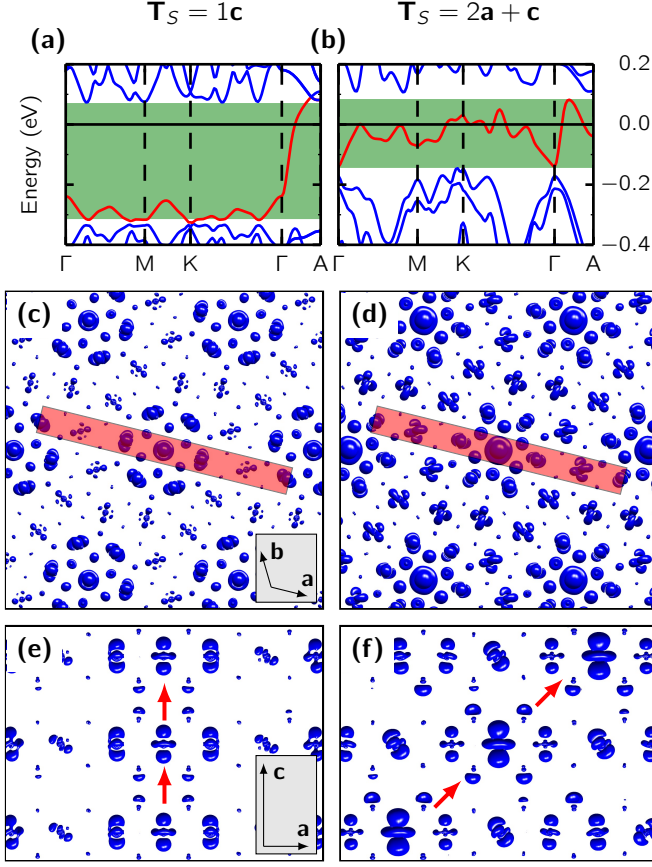 T_S = 1c
T_S = 2a + c
(a)
(b)
Energy (eV)
0.2
0.0
−0.2
−0.4
Γ M K Γ A
Γ M K Γ A
(c)
(d)
b
a
(e)
(f)
c
a